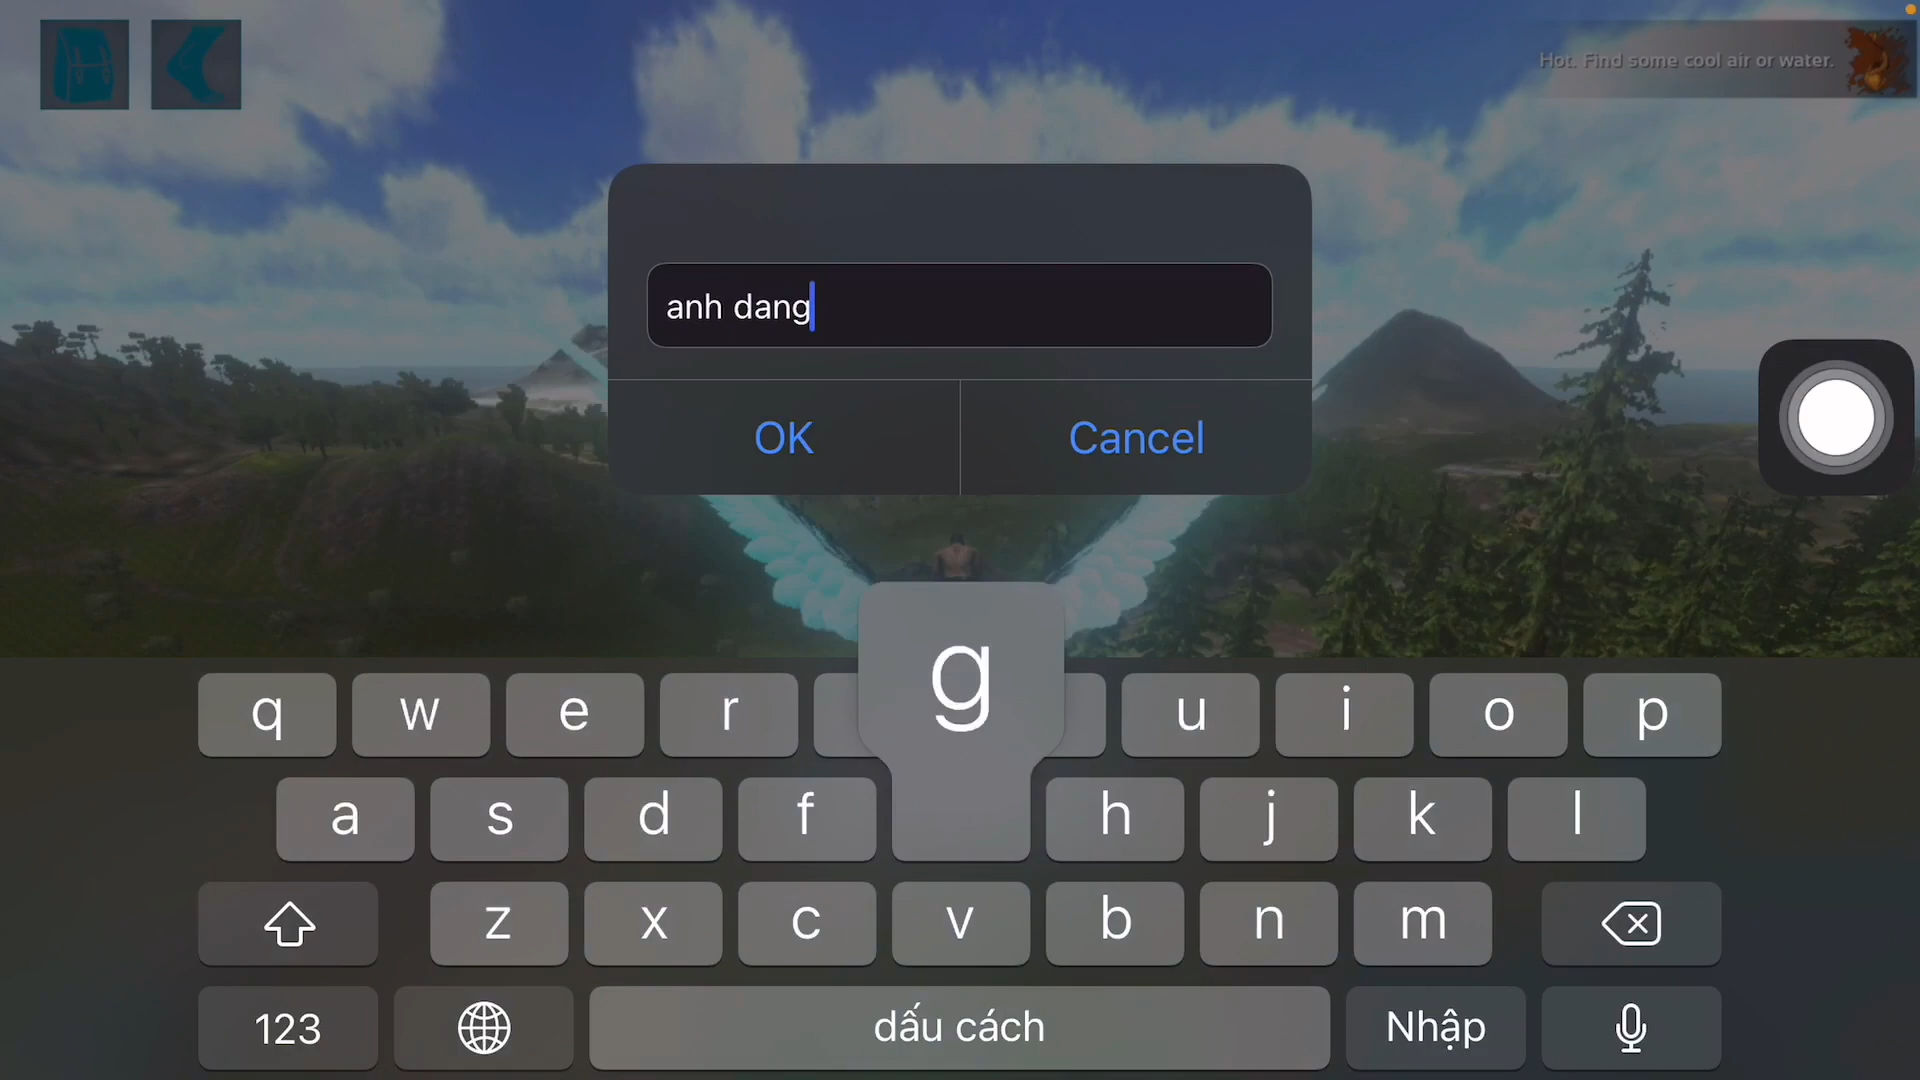 Hot. Find some cool air or water.
anh dang
OK Cancel
g
q w e r u i o p
a s d f h j k l
z x c v b n m
123 dấu cách Nhập